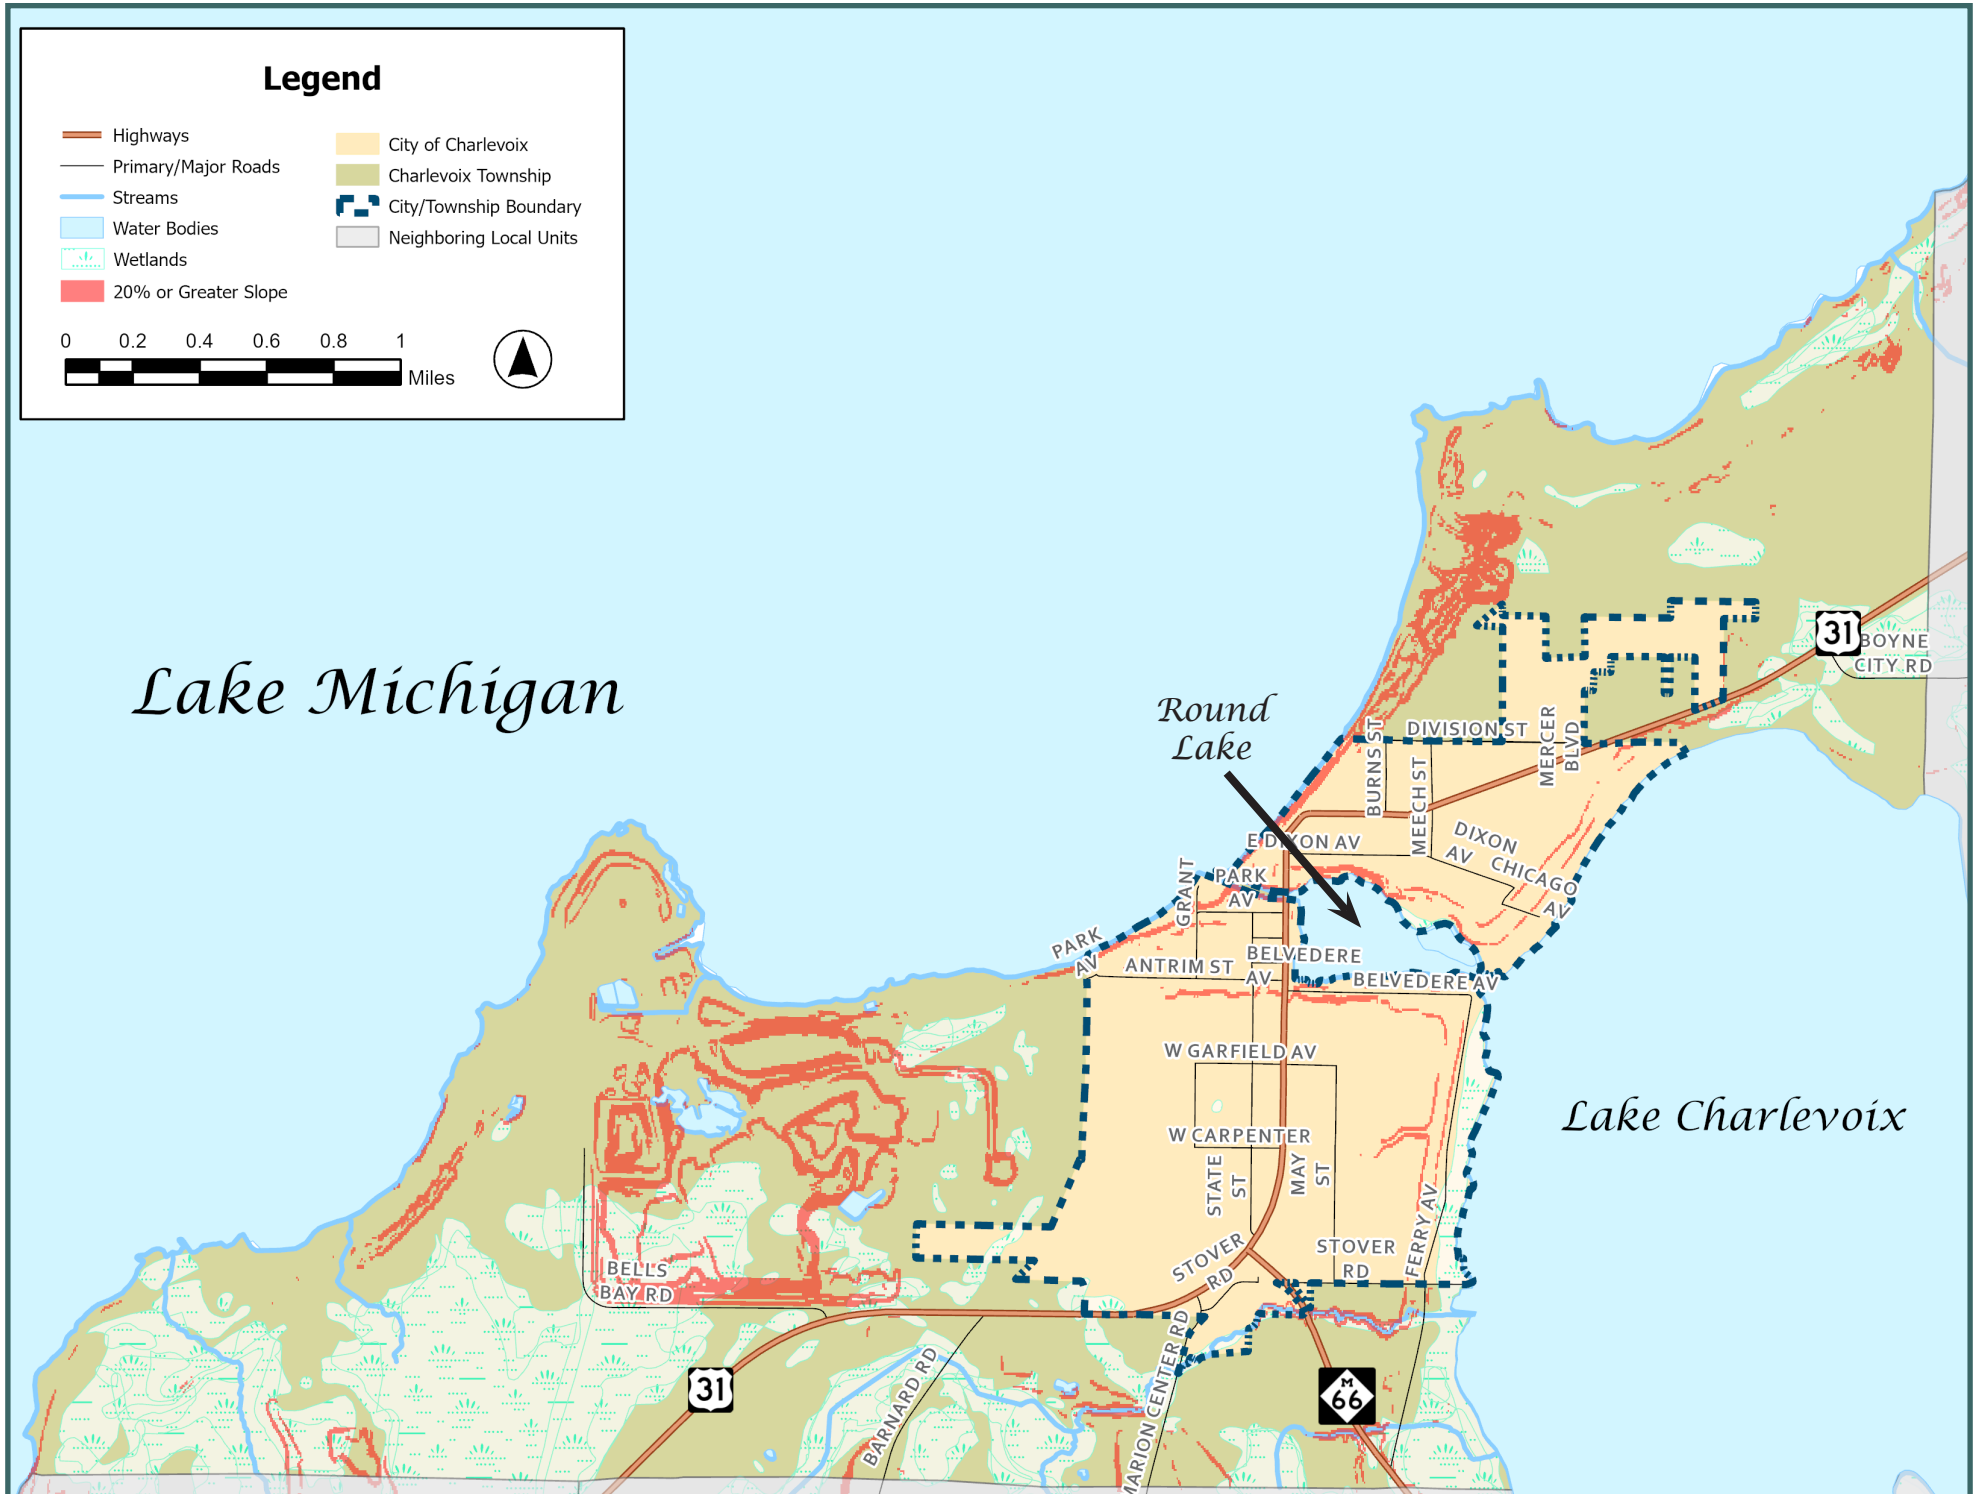 Legend
Highways
Primary/Major Roads
Streams
Water Bodies
Wetlands
20% or Greater Slope
City of Charlevoix
Charlevoix Township
City/Township Boundary
Neighboring Local Units
0 0.2 0.4 0.6 0.8 1
Miles
Lake Michigan
Round
Lake
Lake Charlevoix
31
BOYNE
CITY RD
DIVISION ST
BURNS ST
MEECH ST
MERCER
BLVD
E DIXON AV
DIXON
AV
CHICAGO
AV
GRANT
PARK
AV
PARK
AV
ANTRIM ST
BELVEDERE
AV
BELVEDERE AV
W GARFIELD AV
W CARPENTER
STATE
ST
MAY
ST
FERRY AV
STOVER
RD
STOVER
RD
BELLS
BAY RD
31
BARNARD RD
MARION CENTER RD
M
66